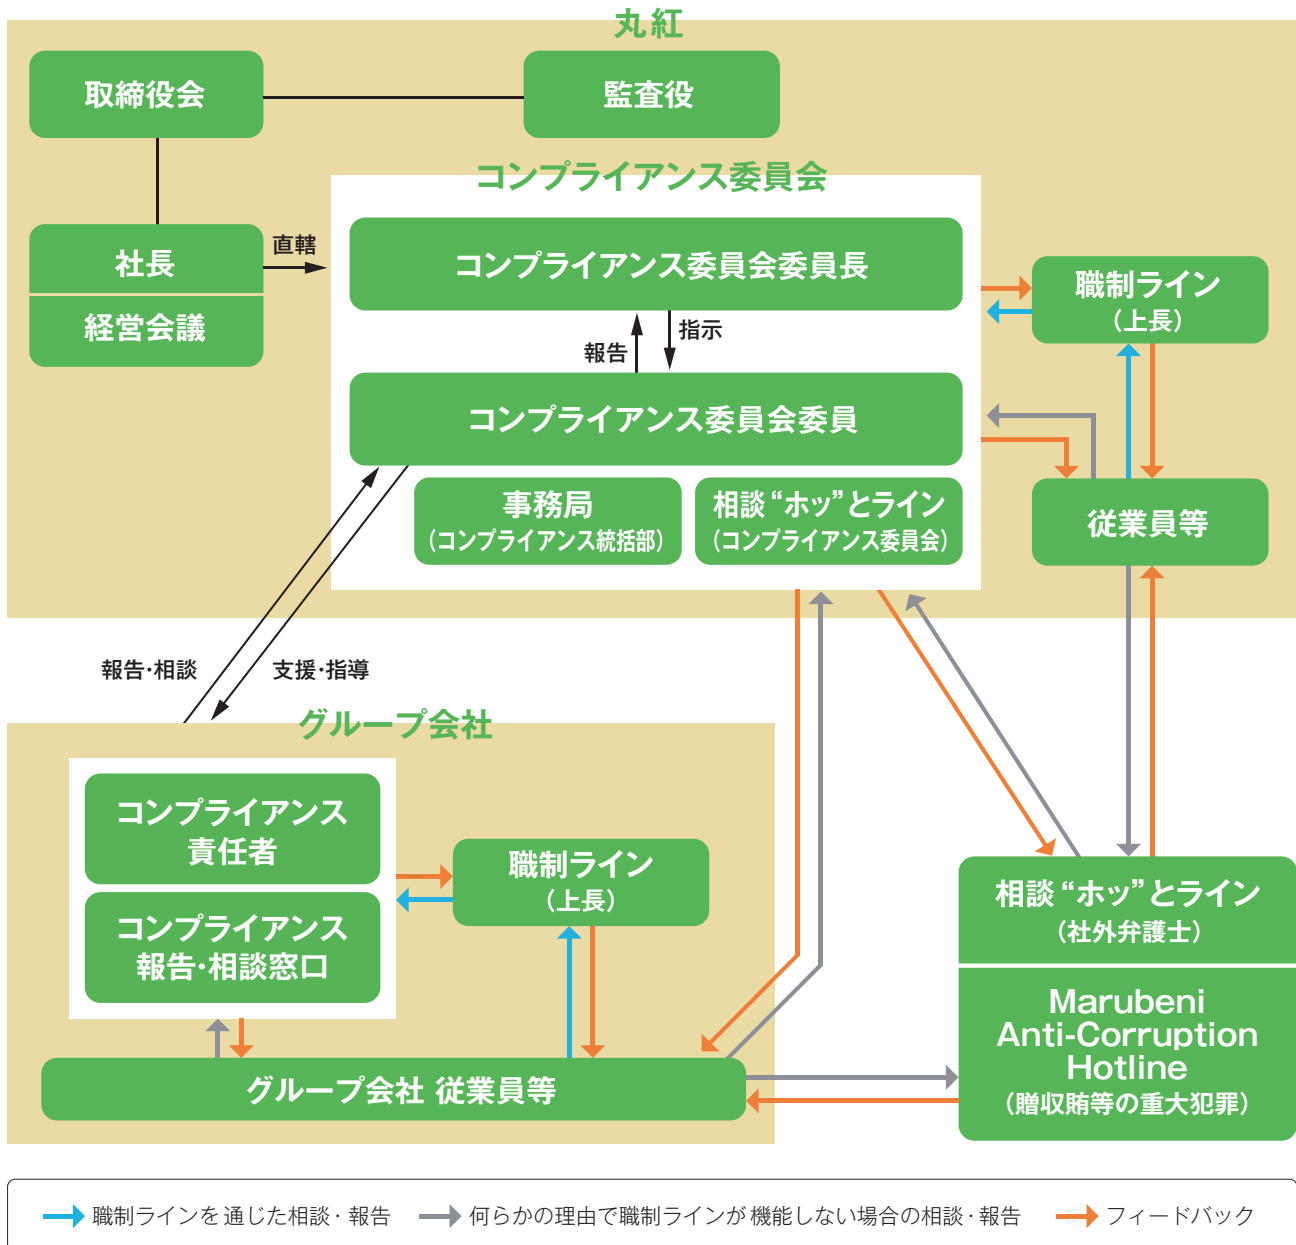 丸紅
取締役会
監査役
コンプライアンス委員会
社長
経営会議
直轄
コンプライアンス委員会委員長
報告
指示
コンプライアンス委員会委員
事務局
（コンプライアンス統括部）
相談“ホッ”とライン
（コンプライアンス委員会）
職制ライン
（上長）
従業員等
報告・相談
支援・指導
グループ会社
コンプライアンス
責任者
コンプライアンス
報告・相談窓口
職制ライン
（上長）
グループ会社 従業員等
相談“ホッ”とライン
（社外弁護士）
Marubeni
Anti-Corruption
Hotline
（贈収賄等の重大犯罪）
職制ラインを通じた相談・報告
何らかの理由で職制ラインが機能しない場合の相談・報告
フィードバック